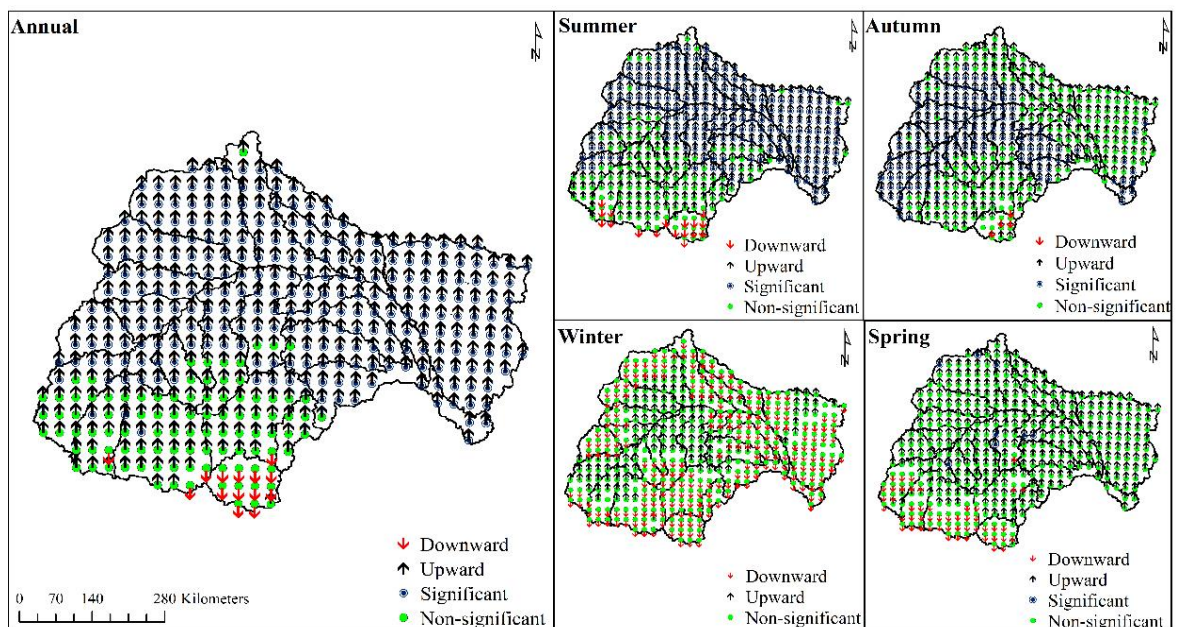 Annual
N
Downward
Upward
Significant
Non-significant
0 70 140 280 Kilometers
Summer
N
Downward
Upward
Significant
Non-significant
Autumn
N
Downward
Upward
Significant
Non-significant
Winter
N
Downward
Upward
Non-significant
Spring
N
Downward
Upward
Significant
Non-significant